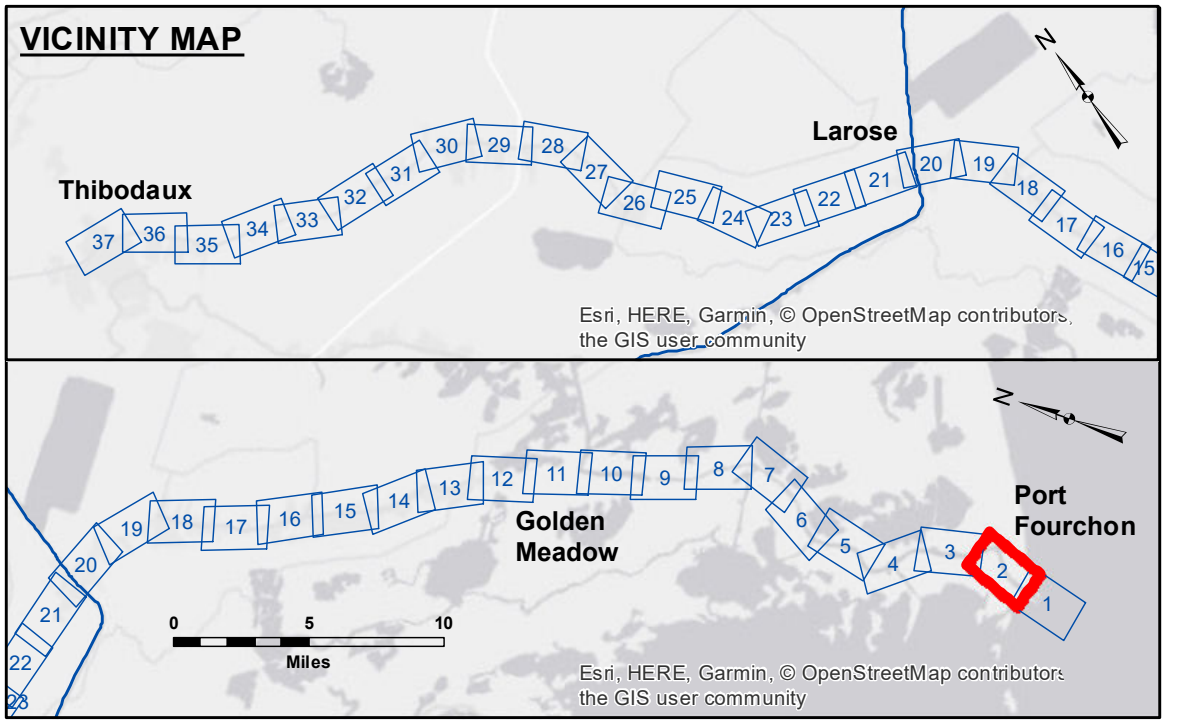 VICINITY MAP
N
Larose
Thibodaux
37 36 35 34 33 32 31 30 29 28 27 26 25 24 23 22 21 20 19 18 17 16 15
Esri, HERE, Garmin, © OpenStreetMap contributors,
the GIS user community
N
Port
Fourchon
Golden
Meadow
23 22 21 20 19 18 17 16 15 14 13 12 11 10 9 8 7 6 5 4 3 2 1
0 5 10
Miles
Esri, HERE, Garmin, © OpenStreetMap contributors
the GIS user community